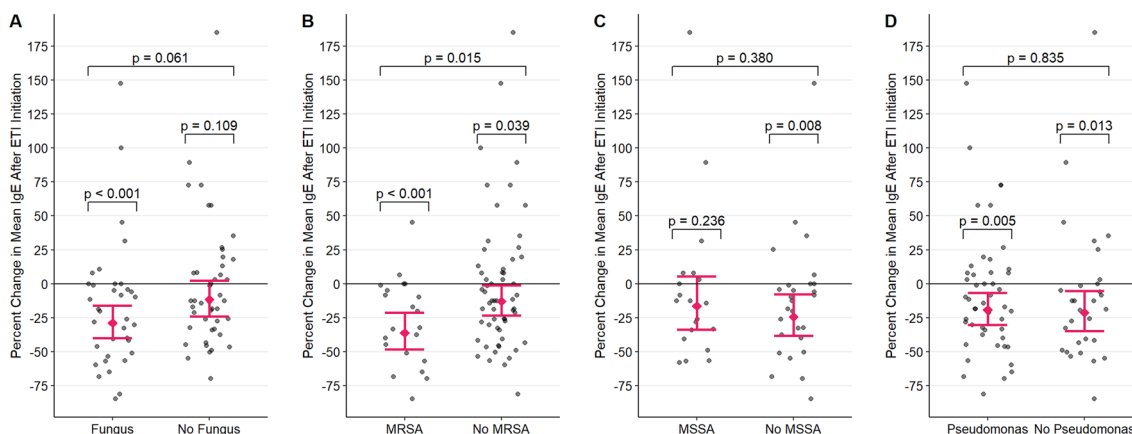 A
Percent Change in Mean IgE After ETI Initiation
175
150
125
100
75
50
25
0
-25
-50
-75
p = 0.061
p = 0.109
p < 0.001
Fungus
No Fungus
B
Percent Change in Mean IgE After ETI Initiation
175
150
125
100
75
50
25
0
-25
-50
-75
p = 0.015
p = 0.039
p < 0.001
MRSA
No MRSA
C
Percent Change in Mean IgE After ETI Initiation
175
150
125
100
75
50
25
0
-25
-50
-75
p = 0.380
p = 0.008
p = 0.236
MSSA
No MSSA
D
Percent Change in Mean IgE After ETI Initiation
175
150
125
100
75
50
25
0
-25
-50
-75
p = 0.835
p = 0.013
p = 0.005
Pseudomonas
No Pseudomonas